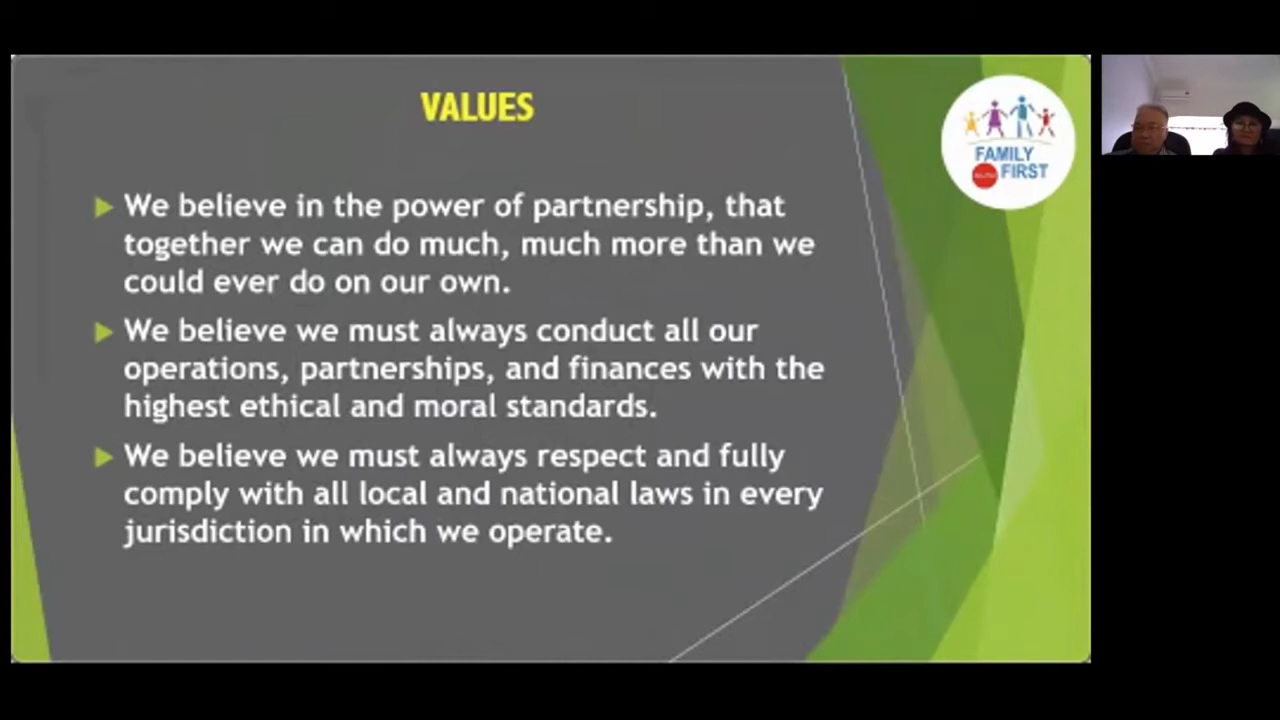 VALUES
We believe in the power of partnership, that
together we can do much, much more than we
could ever do on our own.
We believe we must always conduct all our
operations, partnerships, and finances with the
highest ethical and moral standards.
We believe we must always respect and fully
comply with all local and national laws in every
jurisdiction in which we operate.
FAMILY
FIRST